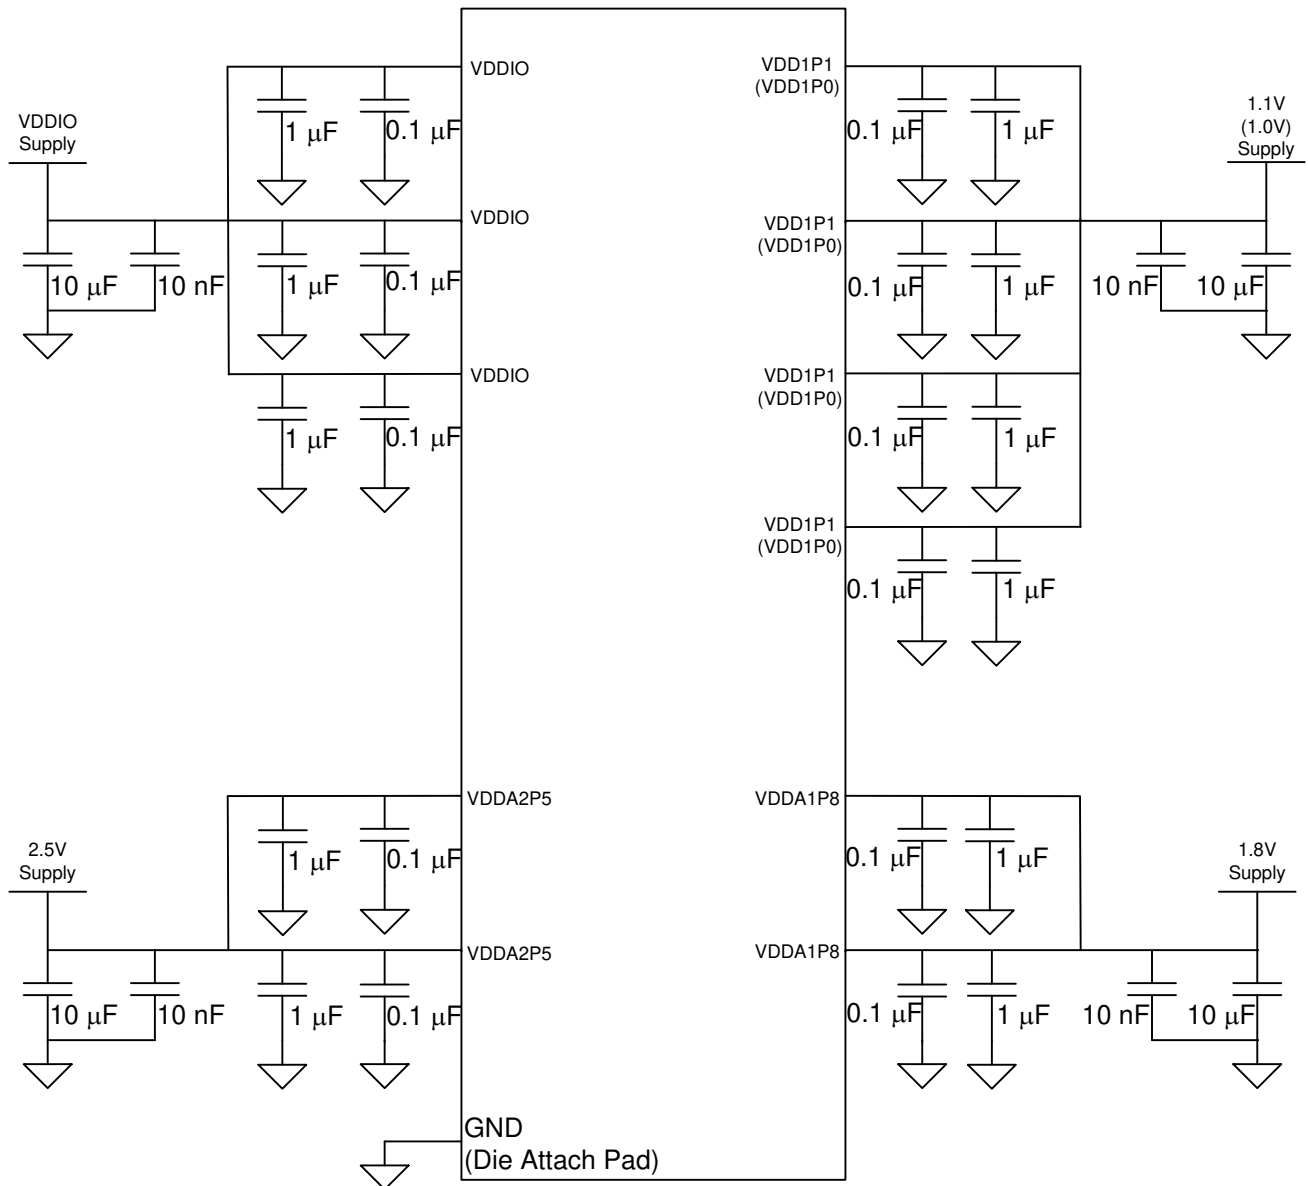 VDDIO
VDD1P1
(VDD1P0)
1 μF
0.1 μF
0.1 μF
1 μF
VDDIO
Supply
1.1V
(1.0V)
Supply
VDDIO
VDD1P1
(VDD1P0)
10 μF
10 nF
1 μF
0.1 μF
0.1 μF
1 μF
10 nF
10 μF
VDDIO
VDD1P1
(VDD1P0)
1 μF
0.1 μF
0.1 μF
1 μF
VDD1P1
(VDD1P0)
0.1 μF
1 μF
VDDA2P5
VDDA1P8
1 μF
0.1 μF
0.1 μF
1 μF
2.5V
Supply
1.8V
Supply
VDDA2P5
VDDA1P8
10 μF
10 nF
1 μF
0.1 μF
0.1 μF
1 μF
10 nF
10 μF
GND
(Die Attach Pad)